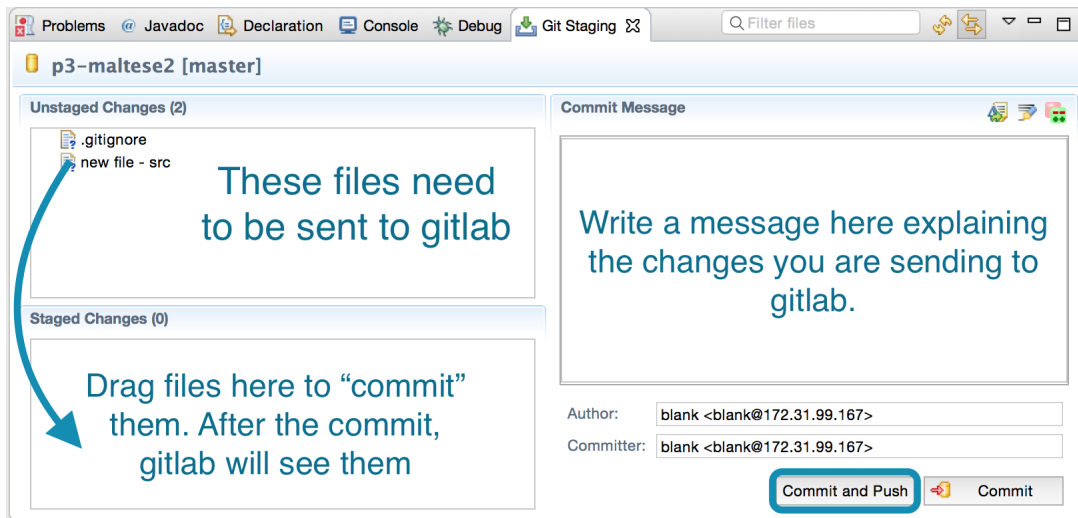 Problems @ Javadoc Declaration Console Debug Git Staging Filter files
p3-maltese2 [master]
Unstaged Changes (2)
.gitignore
new file - src
These files need
to be sent to gitlab
Staged Changes (0)
Drag files here to “commit”
them. After the commit,
gitlab will see them
Commit Message
Write a message here explaining
the changes you are sending to
gitlab.
Author: blank <blank@172.31.99.167>
Committer: blank <blank@172.31.99.167>
Commit and Push Commit